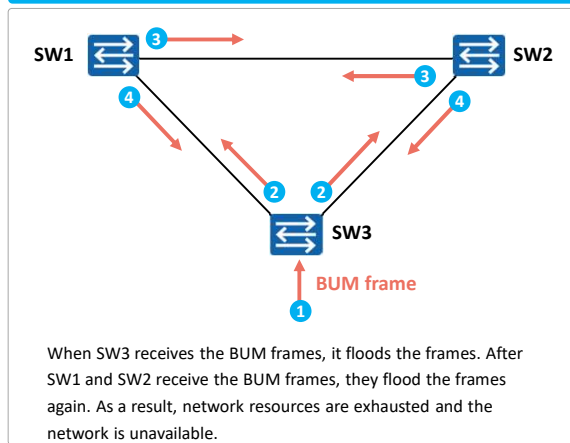 3
SW1
SW2
3
4
4
2
2
SW3
BUM frame
1
When SW3 receives the BUM frames, it floods the frames. After
SW1 and SW2 receive the BUM frames, they flood the frames
again. As a result, network resources are exhausted and the
network is unavailable.